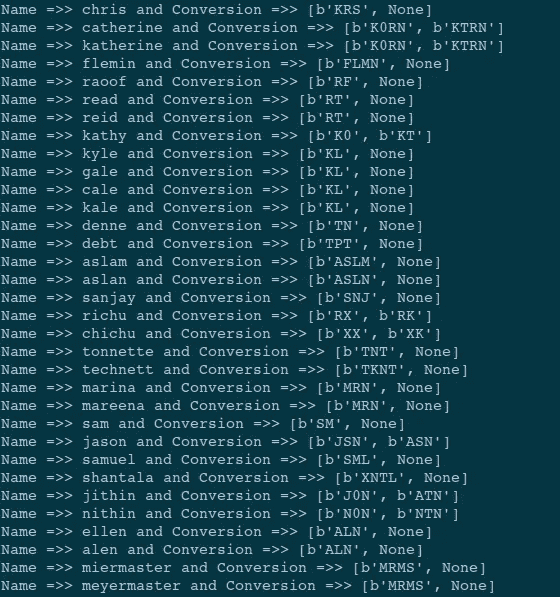 Name =>> chris and Conversion =>> [b'KRS', None]
Name =>> catherine and Conversion =>> [b'K0RN', b'KTRN']
Name =>> katherine and Conversion =>> [b'K0RN', b'KTRN']
Name =>> flemin and Conversion =>> [b'FLMN', None]
Name =>> raoof and Conversion =>> [b'RF', None]
Name =>> read and Conversion =>> [b'RT', None]
Name =>> reid and Conversion =>> [b'RT', None]
Name =>> kathy and Conversion =>> [b'K0', b'KT']
Name =>> kyle and Conversion =>> [b'KL', None]
Name =>> gale and Conversion =>> [b'KL', None]
Name =>> cale and Conversion =>> [b'KL', None]
Name =>> kale and Conversion =>> [b'KL', None]
Name =>> denne and Conversion =>> [b'TN', None]
Name =>> debt and Conversion =>> [b'TPT', None]
Name =>> aslam and Conversion =>> [b'ASLM', None]
Name =>> aslan and Conversion =>> [b'ASLN', None]
Name =>> sanjay and Conversion =>> [b'SNJ', None]
Name =>> richu and Conversion =>> [b'RX', b'RK']
Name =>> chichu and Conversion =>> [b'XX', b'XK']
Name =>> tonnette and Conversion =>> [b'TNT', None]
Name =>> technett and Conversion =>> [b'TKNT', None]
Name =>> marina and Conversion =>> [b'MRN', None]
Name =>> mareena and Conversion =>> [b'MRN', None]
Name =>> sam and Conversion =>> [b'SM', None]
Name =>> jason and Conversion =>> [b'JSN', b'ASN']
Name =>> samuel and Conversion =>> [b'SML', None]
Name =>> shantala and Conversion =>> [b'XNTL', None]
Name =>> jithin and Conversion =>> [b'J0N', b'ATN']
Name =>> nithin and Conversion =>> [b'N0N', b'NTN']
Name =>> ellen and Conversion =>> [b'ALN', None]
Name =>> alen and Conversion =>> [b'ALN', None]
Name =>> miermaster and Conversion =>> [b'MRMS', None]
Name =>> meyermaster and Conversion =>> [b'MRMS', None]